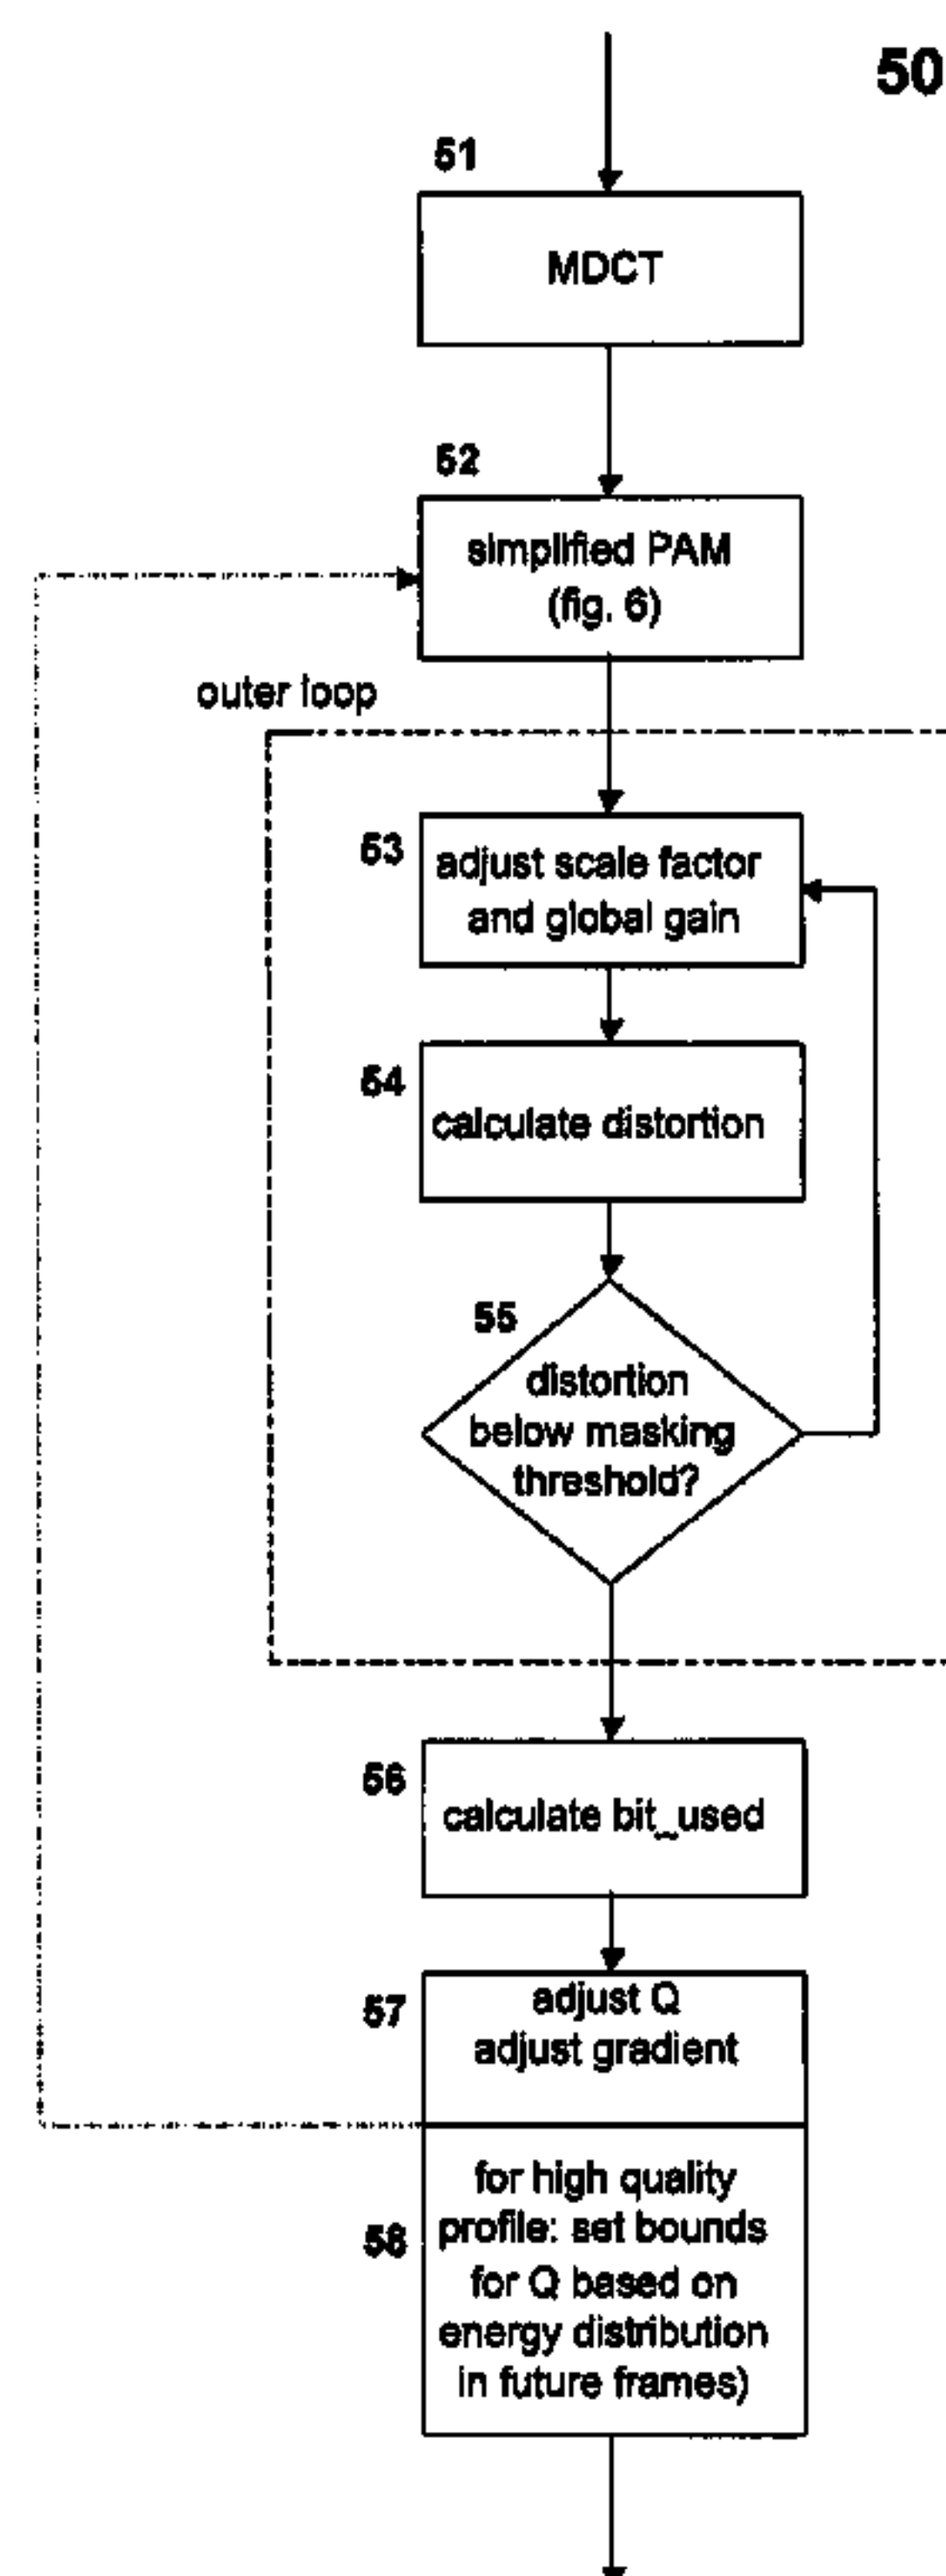 50
51
MDCT
52
simplified PAM
(fig. 6)
outer loop
53
adjust scale factor
and global gain
54
calculate distortion
55
distortion
below masking
threshold?
56
calculate bit_used
57
adjust Q
adjust gradient
58
for high quality
profile: set bounds
for Q based on
energy distribution
in future frames)